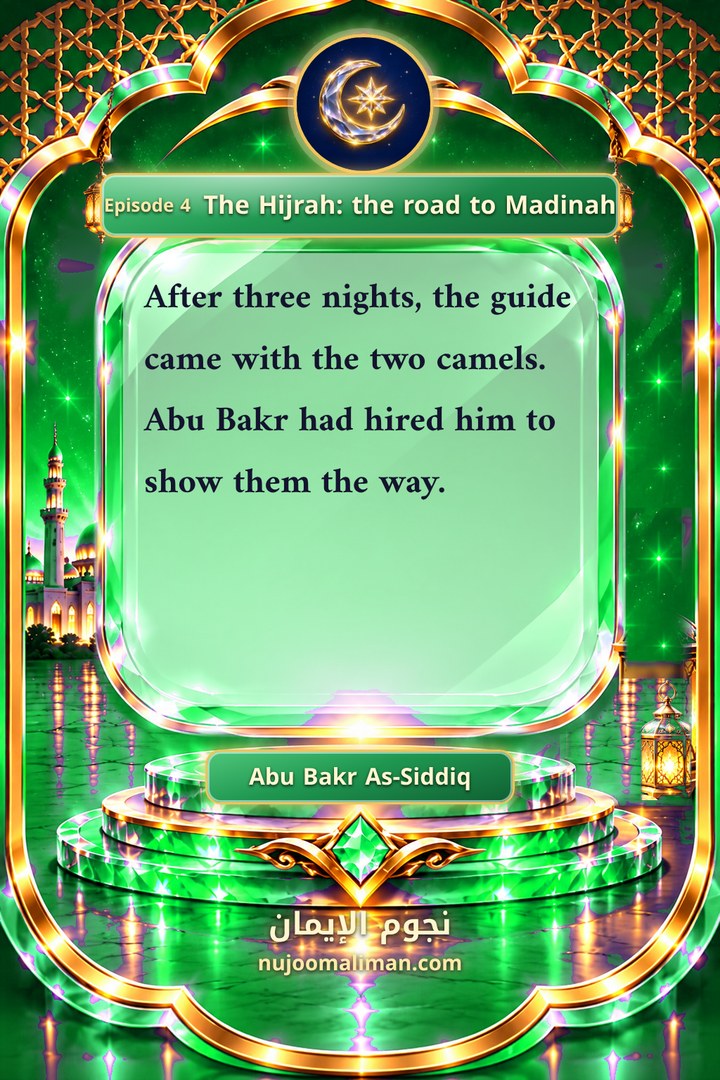 Episode 4 The Hijrah: the road to Madinah
After three nights, the guide
came with the two camels.
Abu Bakr had hired him to
show them the way.
Abu Bakr As-Siddiq
نجوم الإيمان
nujoomaliman.com